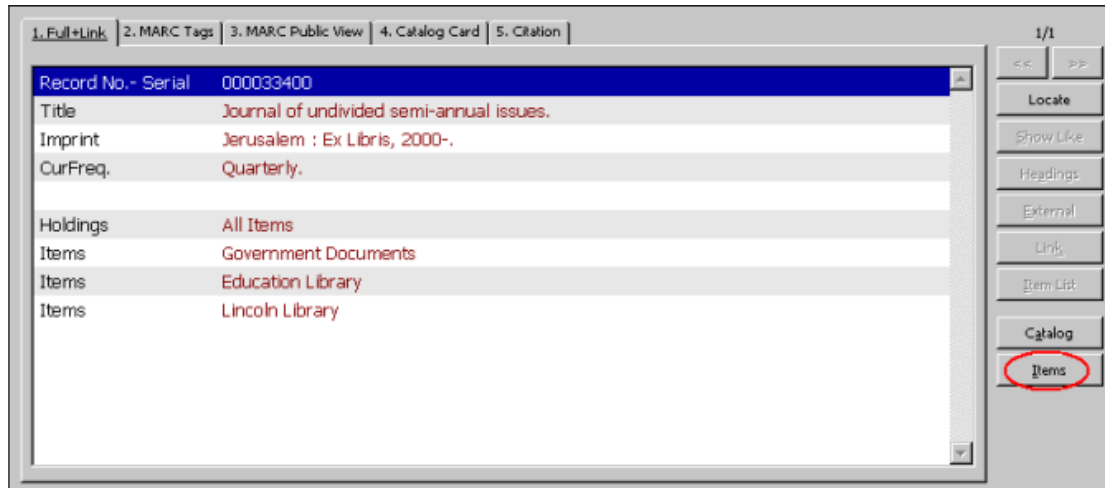 1. Full+Link 2. MARC Tags 3. MARC Public View 4. Catalog Card 5. Citation
1/1
<< >>
Record No.- Serial 000033400
Title Journal of undivided semi-annual issues.
Imprint Jerusalem : Ex Libris, 2000-.
CurFreq. Quarterly.
Holdings All Items
Items Government Documents
Items Education Library
Items Lincoln Library
Locate
Show Like
Headings
External
Link
Item List
Catalog
Items